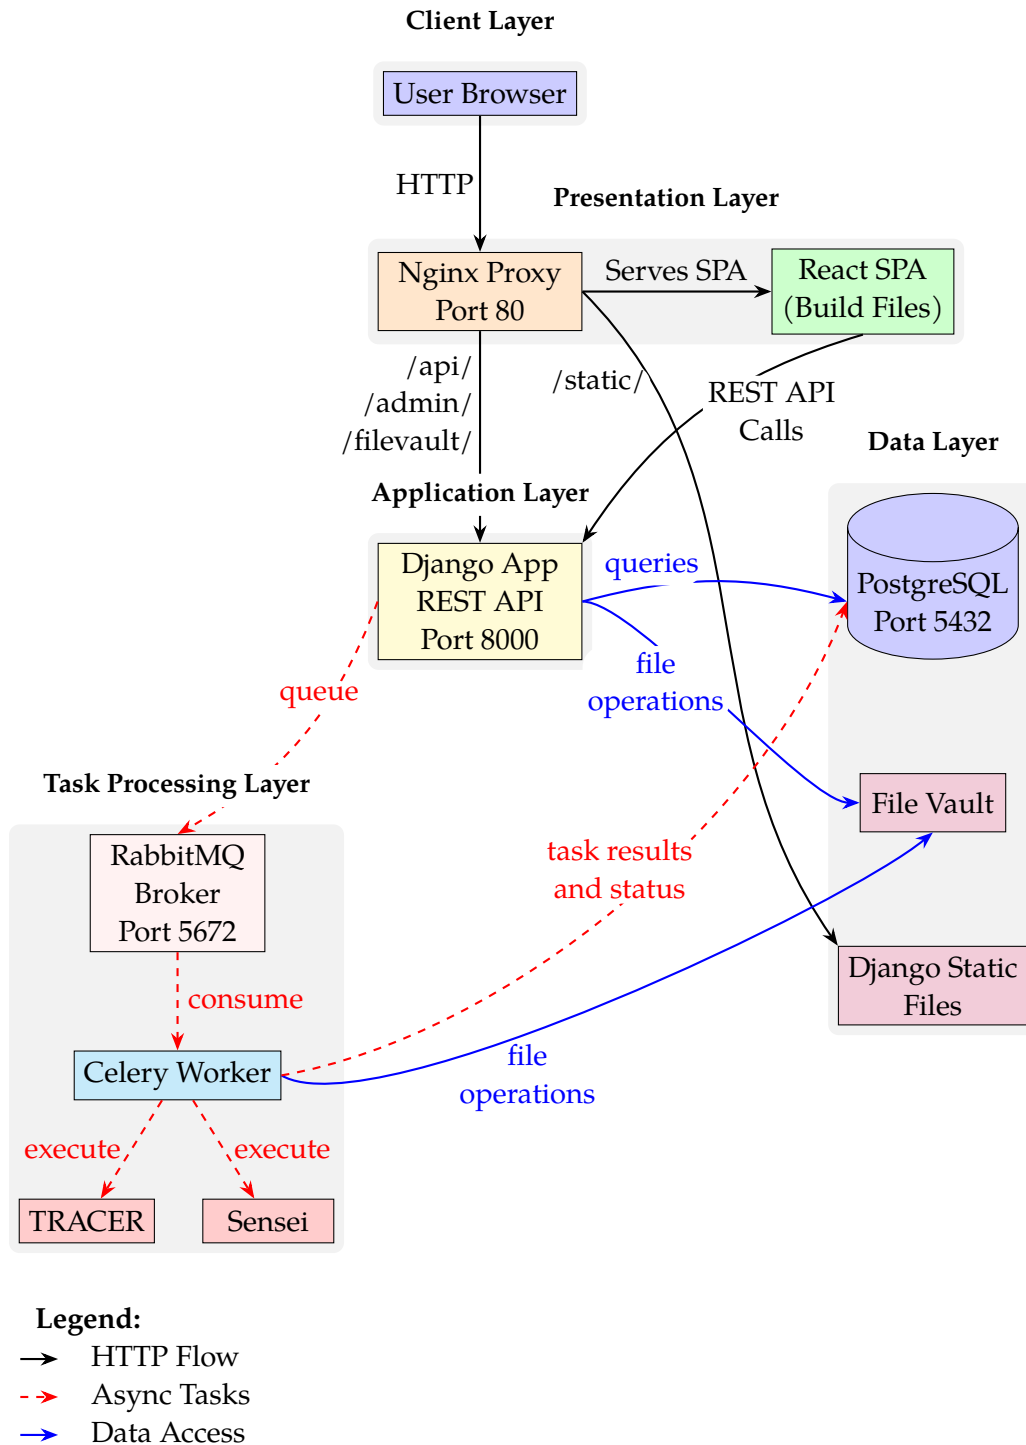 Client Layer
User Browser
HTTP
Presentation Layer
Nginx Proxy
Port 80
Serves SPA
React SPA
(Build Files)
/api/
/admin/
/filevault/
/static/
REST API
Calls
Data Layer
Application Layer
Django App
REST API
Port 8000
queries
PostgreSQL
Port 5432
file
operations
queue
Task Processing Layer
File Vault
RabbitMQ
Broker
Port 5672
task results
and status
Django Static
Files
consume
Celery Worker
file
operations
execute
execute
TRACER
Sensei
Legend:
HTTP Flow
Async Tasks
Data Access